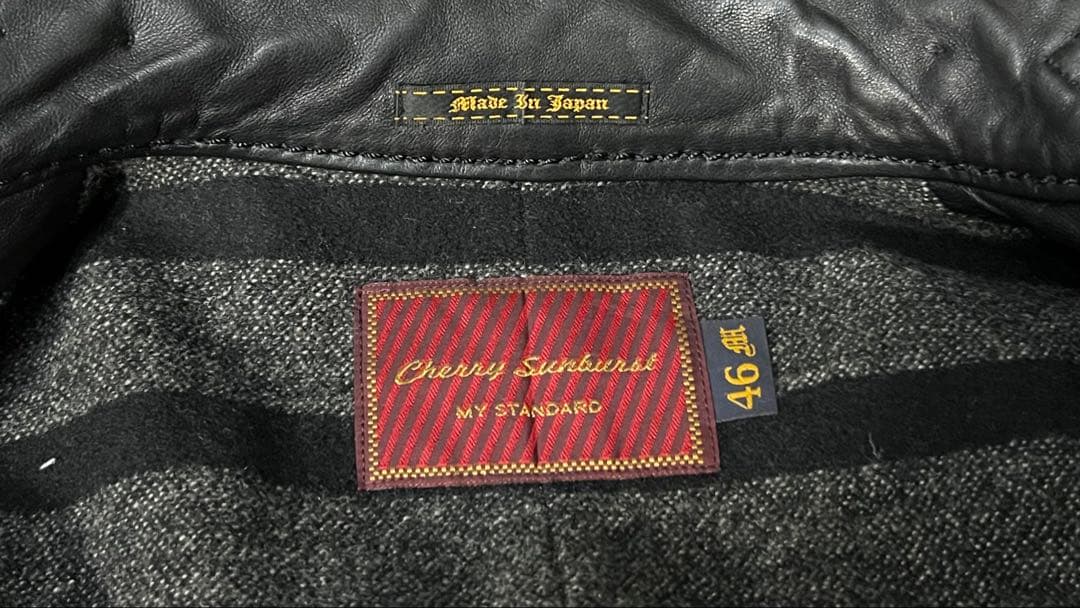 Made In Japan
Cherry Sunburst
MY STANDARD
46 M